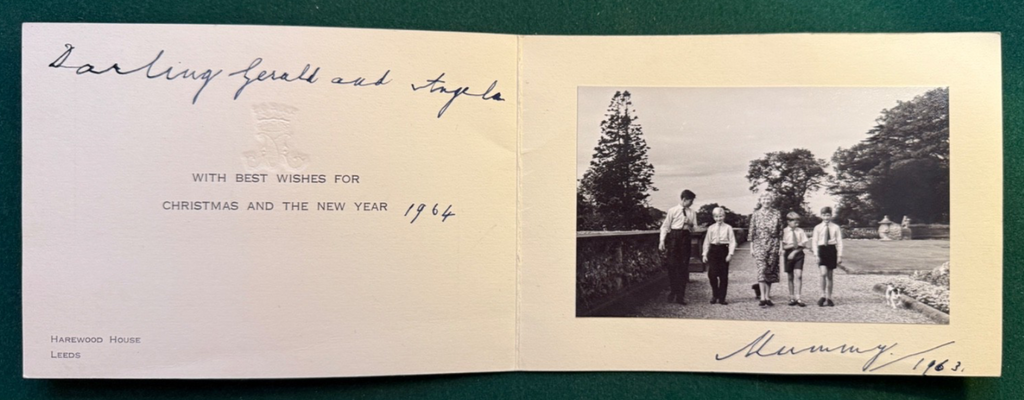 Darling Gerald and Angela
WITH BEST WISHES FOR
CHRISTMAS AND THE NEW YEAR 1964
HAREWOOD HOUSE
LEEDS
Mummy. 1963.